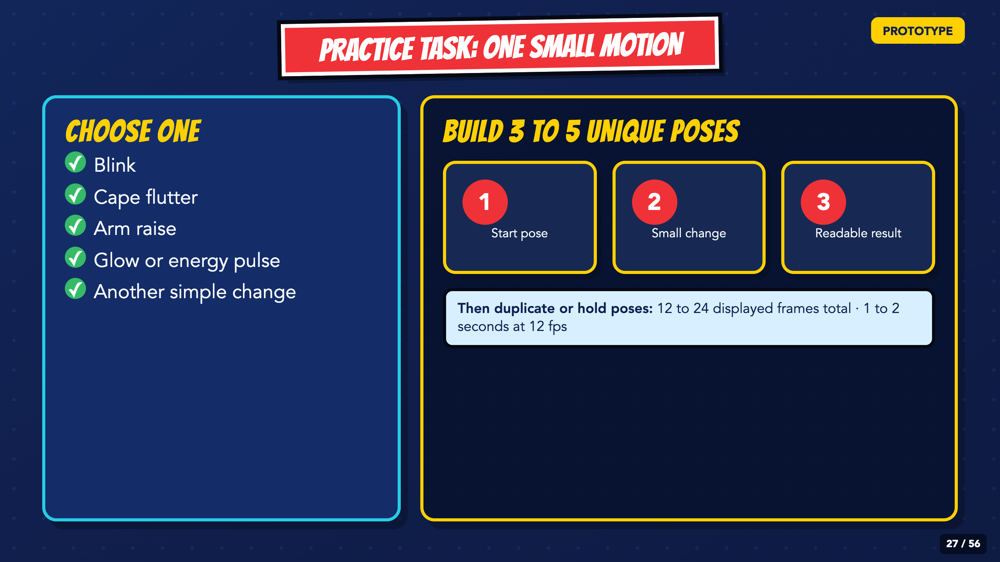 PRACTICE TASK: ONE SMALL MOTION
PROTOTYPE
CHOOSE ONE
Blink
Cape flutter
Arm raise
Glow or energy pulse
Another simple change
BUILD 3 TO 5 UNIQUE POSES
1
Start pose
2
Small change
3
Readable result
Then duplicate or hold poses: 12 to 24 displayed frames total · 1 to 2
seconds at 12 fps
27 / 56